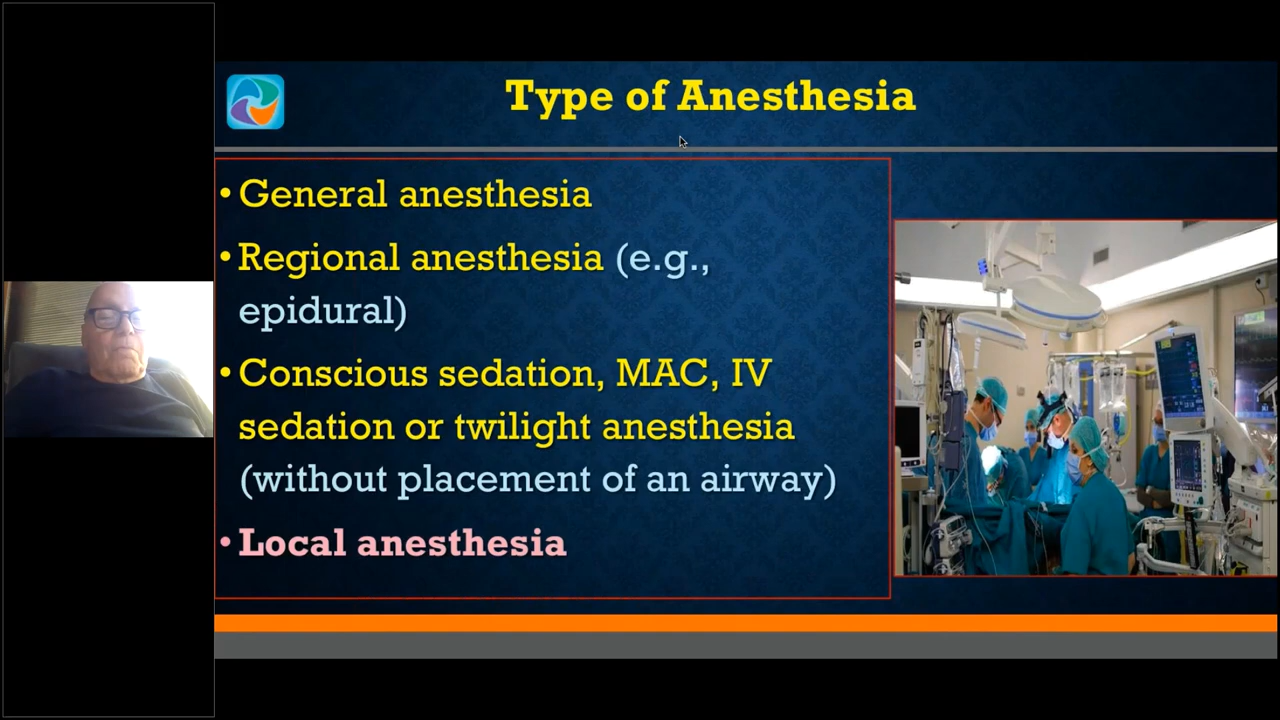 Type of Anesthesia
• General anesthesia
• Regional anesthesia (e.g.,
epidural)
• Conscious sedation, MAC, IV
sedation or twilight anesthesia
(without placement of an airway)
• Local anesthesia